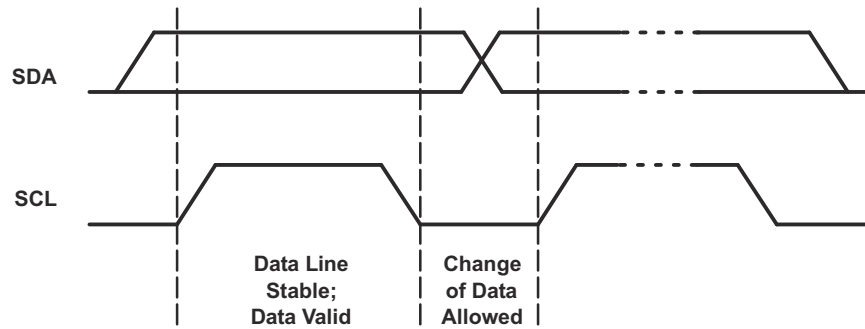 SDA
SCL
Data Line
Stable;
Data Valid
Change
of Data
Allowed